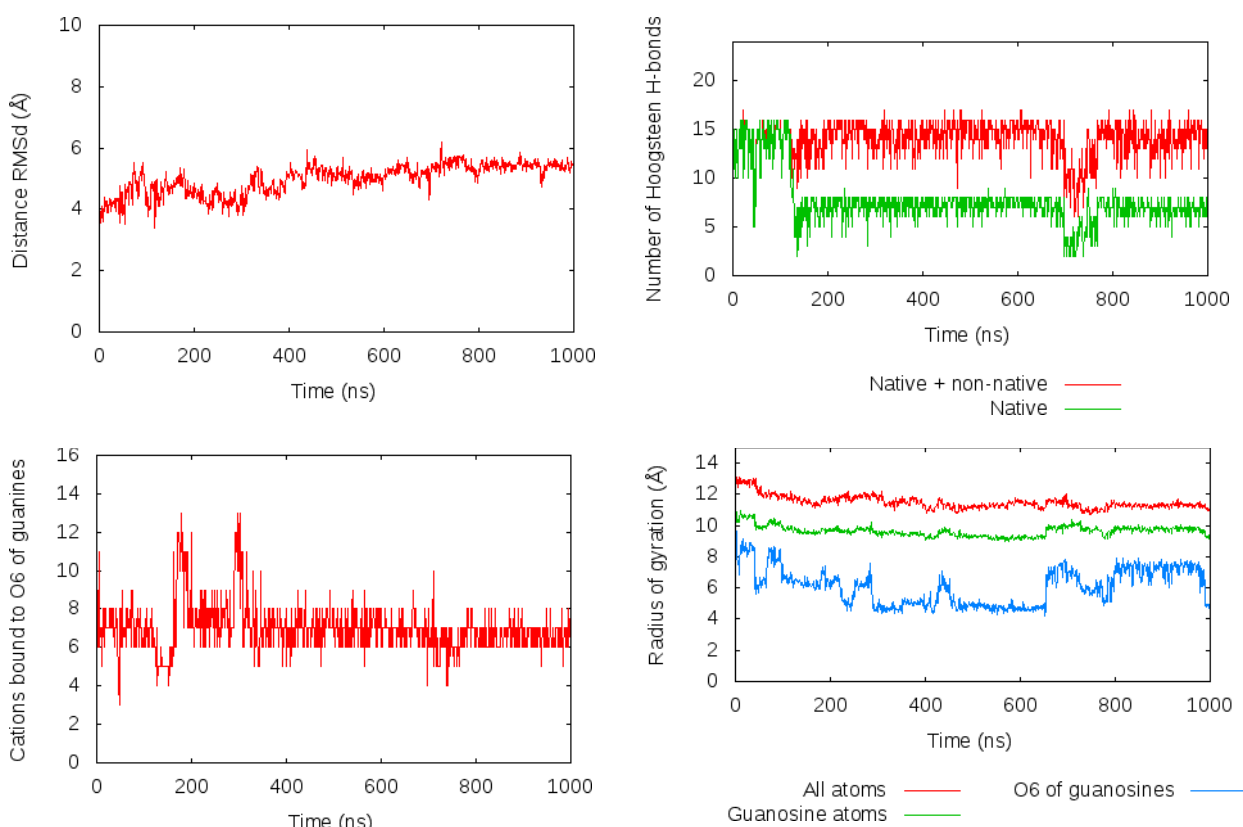 Distance RMSd (Å)
10
8
6
4
2
0
0 200 400 600 800 1000
Time (ns)
Number of Hoogsteen H-bonds
20
15
10
5
0
0 200 400 600 800 1000
Time (ns)
Native + non-native
Native
Cations bound to O6 of guanines
16
14
12
10
8
6
4
2
0
0 200 400 600 800 1000
Time (ns)
Radius of gyration (Å)
14
12
10
8
6
4
2
0
0 200 400 600 800 1000
Time (ns)
All atoms
O6 of guanosines
Guanosine atoms